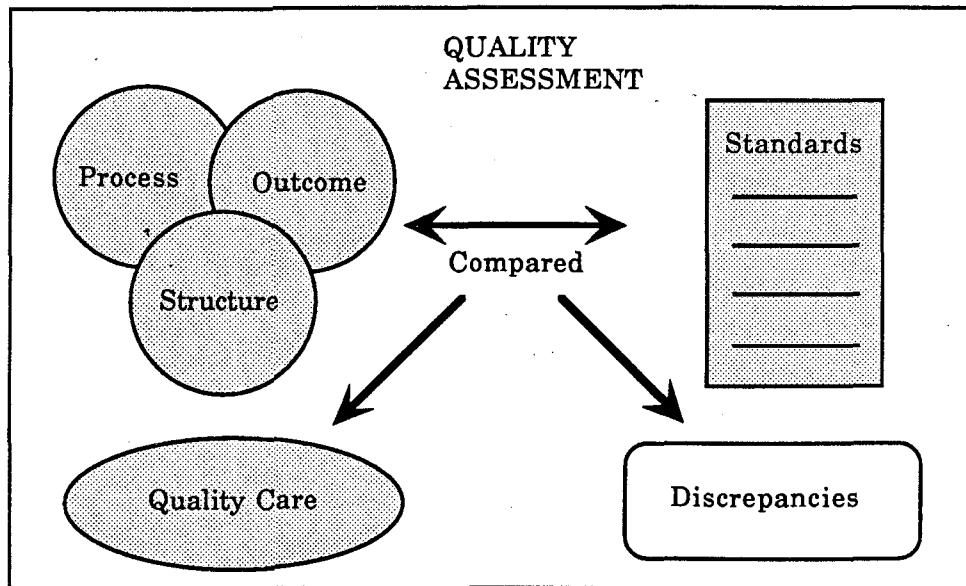 QUALITY
ASSESSMENT
Process
Outcome
Structure
Standards
Compared
Quality Care
Discrepancies